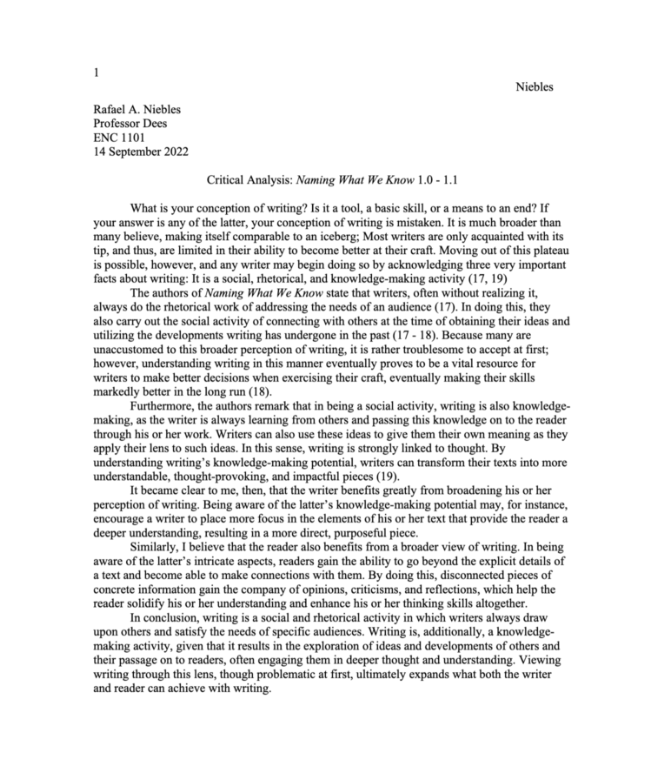 1
Niebles
Rafael A. Niebles
Professor Dees
ENC 1101
14 September 2022
Critical Analysis: Naming What We Know 1.0 - 1.1
What is your conception of writing? Is it a tool, a basic skill, or a means to an end? If
your answer is any of the latter, your conception of writing is mistaken. It is much broader than
many believe, making itself comparable to an iceberg; Most writers are only acquainted with its
tip, and thus, are limited in their ability to become better at their craft. Moving out of this plateau
is possible, however, and any writer may begin doing so by acknowledging three very important
facts about writing: It is a social, rhetorical, and knowledge-making activity (17, 19)
The authors of Naming What We Know state that writers, often without realizing it,
always do the rhetorical work of addressing the needs of an audience (17). In doing this, they
also carry out the social activity of connecting with others at the time of obtaining their ideas and
utilizing the developments writing has undergone in the past (17 - 18). Because many are
unaccustomed to this broader perception of writing, it is rather troublesome to accept at first;
however, understanding writing in this manner eventually proves to be a vital resource for
writers to make better decisions when exercising their craft, eventually making their skills
markedly better in the long run (18).
Furthermore, the authors remark that in being a social activity, writing is also knowledge-
making, as the writer is always learning from others and passing this knowledge on to the reader
through his or her work. Writers can also use these ideas to give them their own meaning as they
apply their lens to such ideas. In this sense, writing is strongly linked to thought. By
understanding writing's knowledge-making potential, writers can transform their texts into more
understandable, thought-provoking, and impactful pieces (19).
It became clear to me, then, that the writer benefits greatly from broadening his or her
perception of writing. Being aware of the latter's knowledge-making potential may, for instance,
encourage a writer to place more focus in the elements of his or her text that provide the reader a
deeper understanding, resulting in a more direct, purposeful piece.
Similarly, I believe that the reader also benefits from a broader view of writing. In being
aware of the latter's intricate aspects, readers gain the ability to go beyond the explicit details of
a text and become able to make connections with them. By doing this, disconnected pieces of
concrete information gain the company of opinions, criticisms, and reflections, which help the
reader solidify his or her understanding and enhance his or her thinking skills altogether.
In conclusion, writing is a social and rhetorical activity in which writers always draw
upon others and satisfy the needs of specific audiences. Writing is, additionally, a knowledge-
making activity, given that it results in the exploration of ideas and developments of others and
their passage on to readers, often engaging them in deeper thought and understanding. Viewing
writing through this lens, though problematic at first, ultimately expands what both the writer
and reader can achieve with writing.